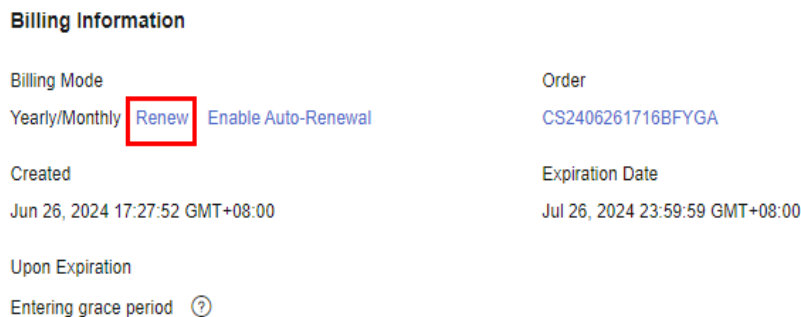 Billing Information
Billing Mode
Order
Yearly/Monthly Renew Enable Auto-Renewal
CS2406261716BFYGA
Created
Expiration Date
Jun 26, 2024 17:27:52 GMT+08:00
Jul 26, 2024 23:59:59 GMT+08:00
Upon Expiration
Entering grace period ?